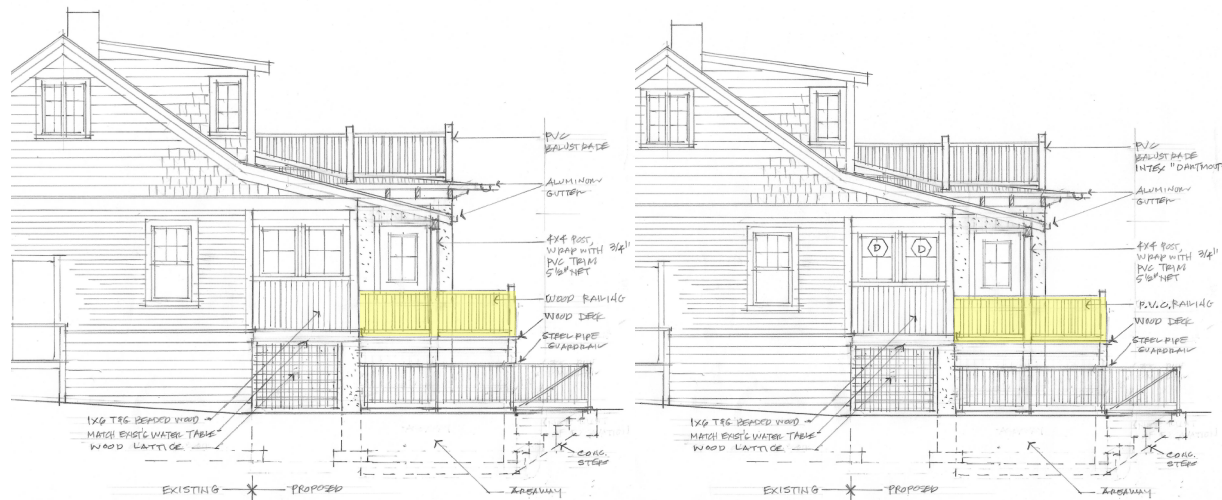 PVC
BALUSTRADE
ALUMINUM
GUTTER
4X4 POST,
WRAP WITH 3/4"
PVC TRIM
5 1/2" NET
WOOD RAILING
WOOD DECK
STEEL PIPE
GUARDRAIL
1X6 T&G BEADED WOOD
MATCH EXIST'G WATER TABLE
WOOD LATTICE
CONC.
STEPS
EXISTING
PROPOSED
AREAWAY
PVC
BALUSTRADE
INTEX "DARTMOUT
ALUMINUM
GUTTER
D
D
4X4 POST,
WRAP WITH 3/4"
PVC TRIM
5 1/2" NET
P.V.C. RAILING
WOOD DECK
STEEL PIPE
GUARDRAIL
1X6 T&G BEADED WOOD
MATCH EXIST'G WATER TABLE
WOOD LATTICE
CONC.
STEPS
EXISTING
PROPOSED
AREAWAY